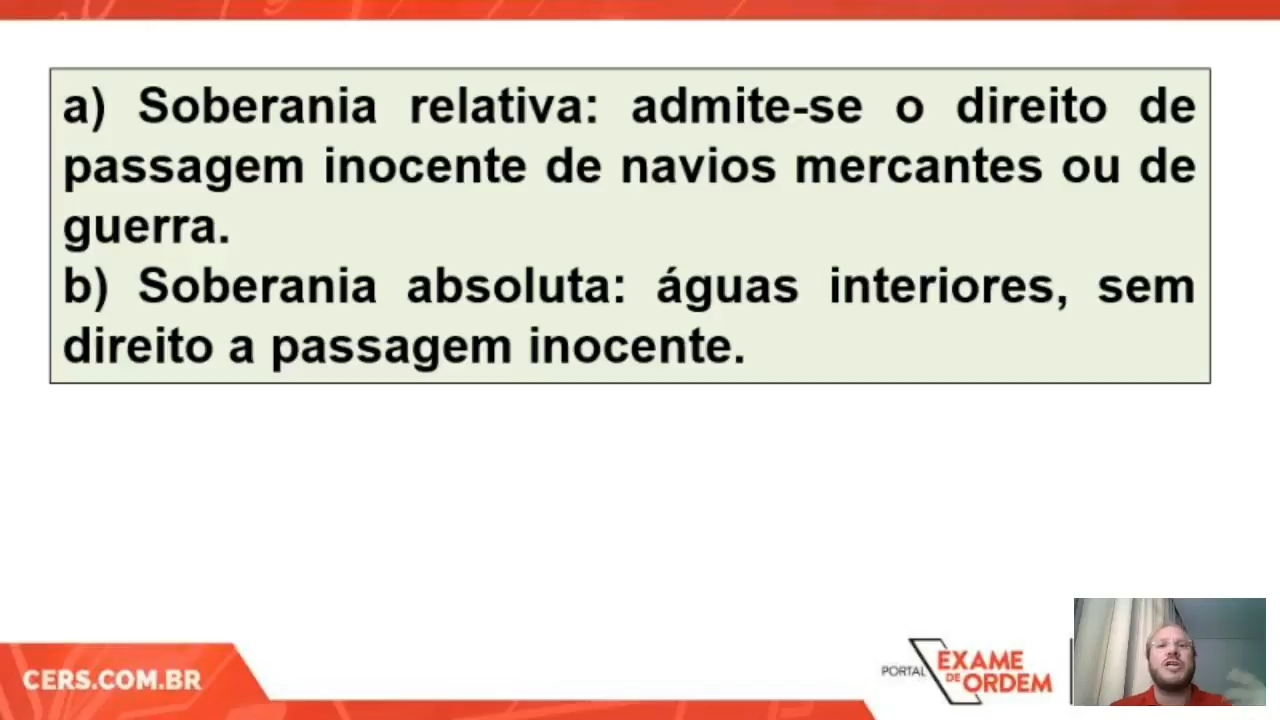 a) Soberania relativa: admite-se o direito de
passagem inocente de navios mercantes ou de
guerra.
b) Soberania absoluta: águas interiores, sem
direito a passagem inocente.
CERS.COM.BR
PORTAL EXAME
DE ORDEM